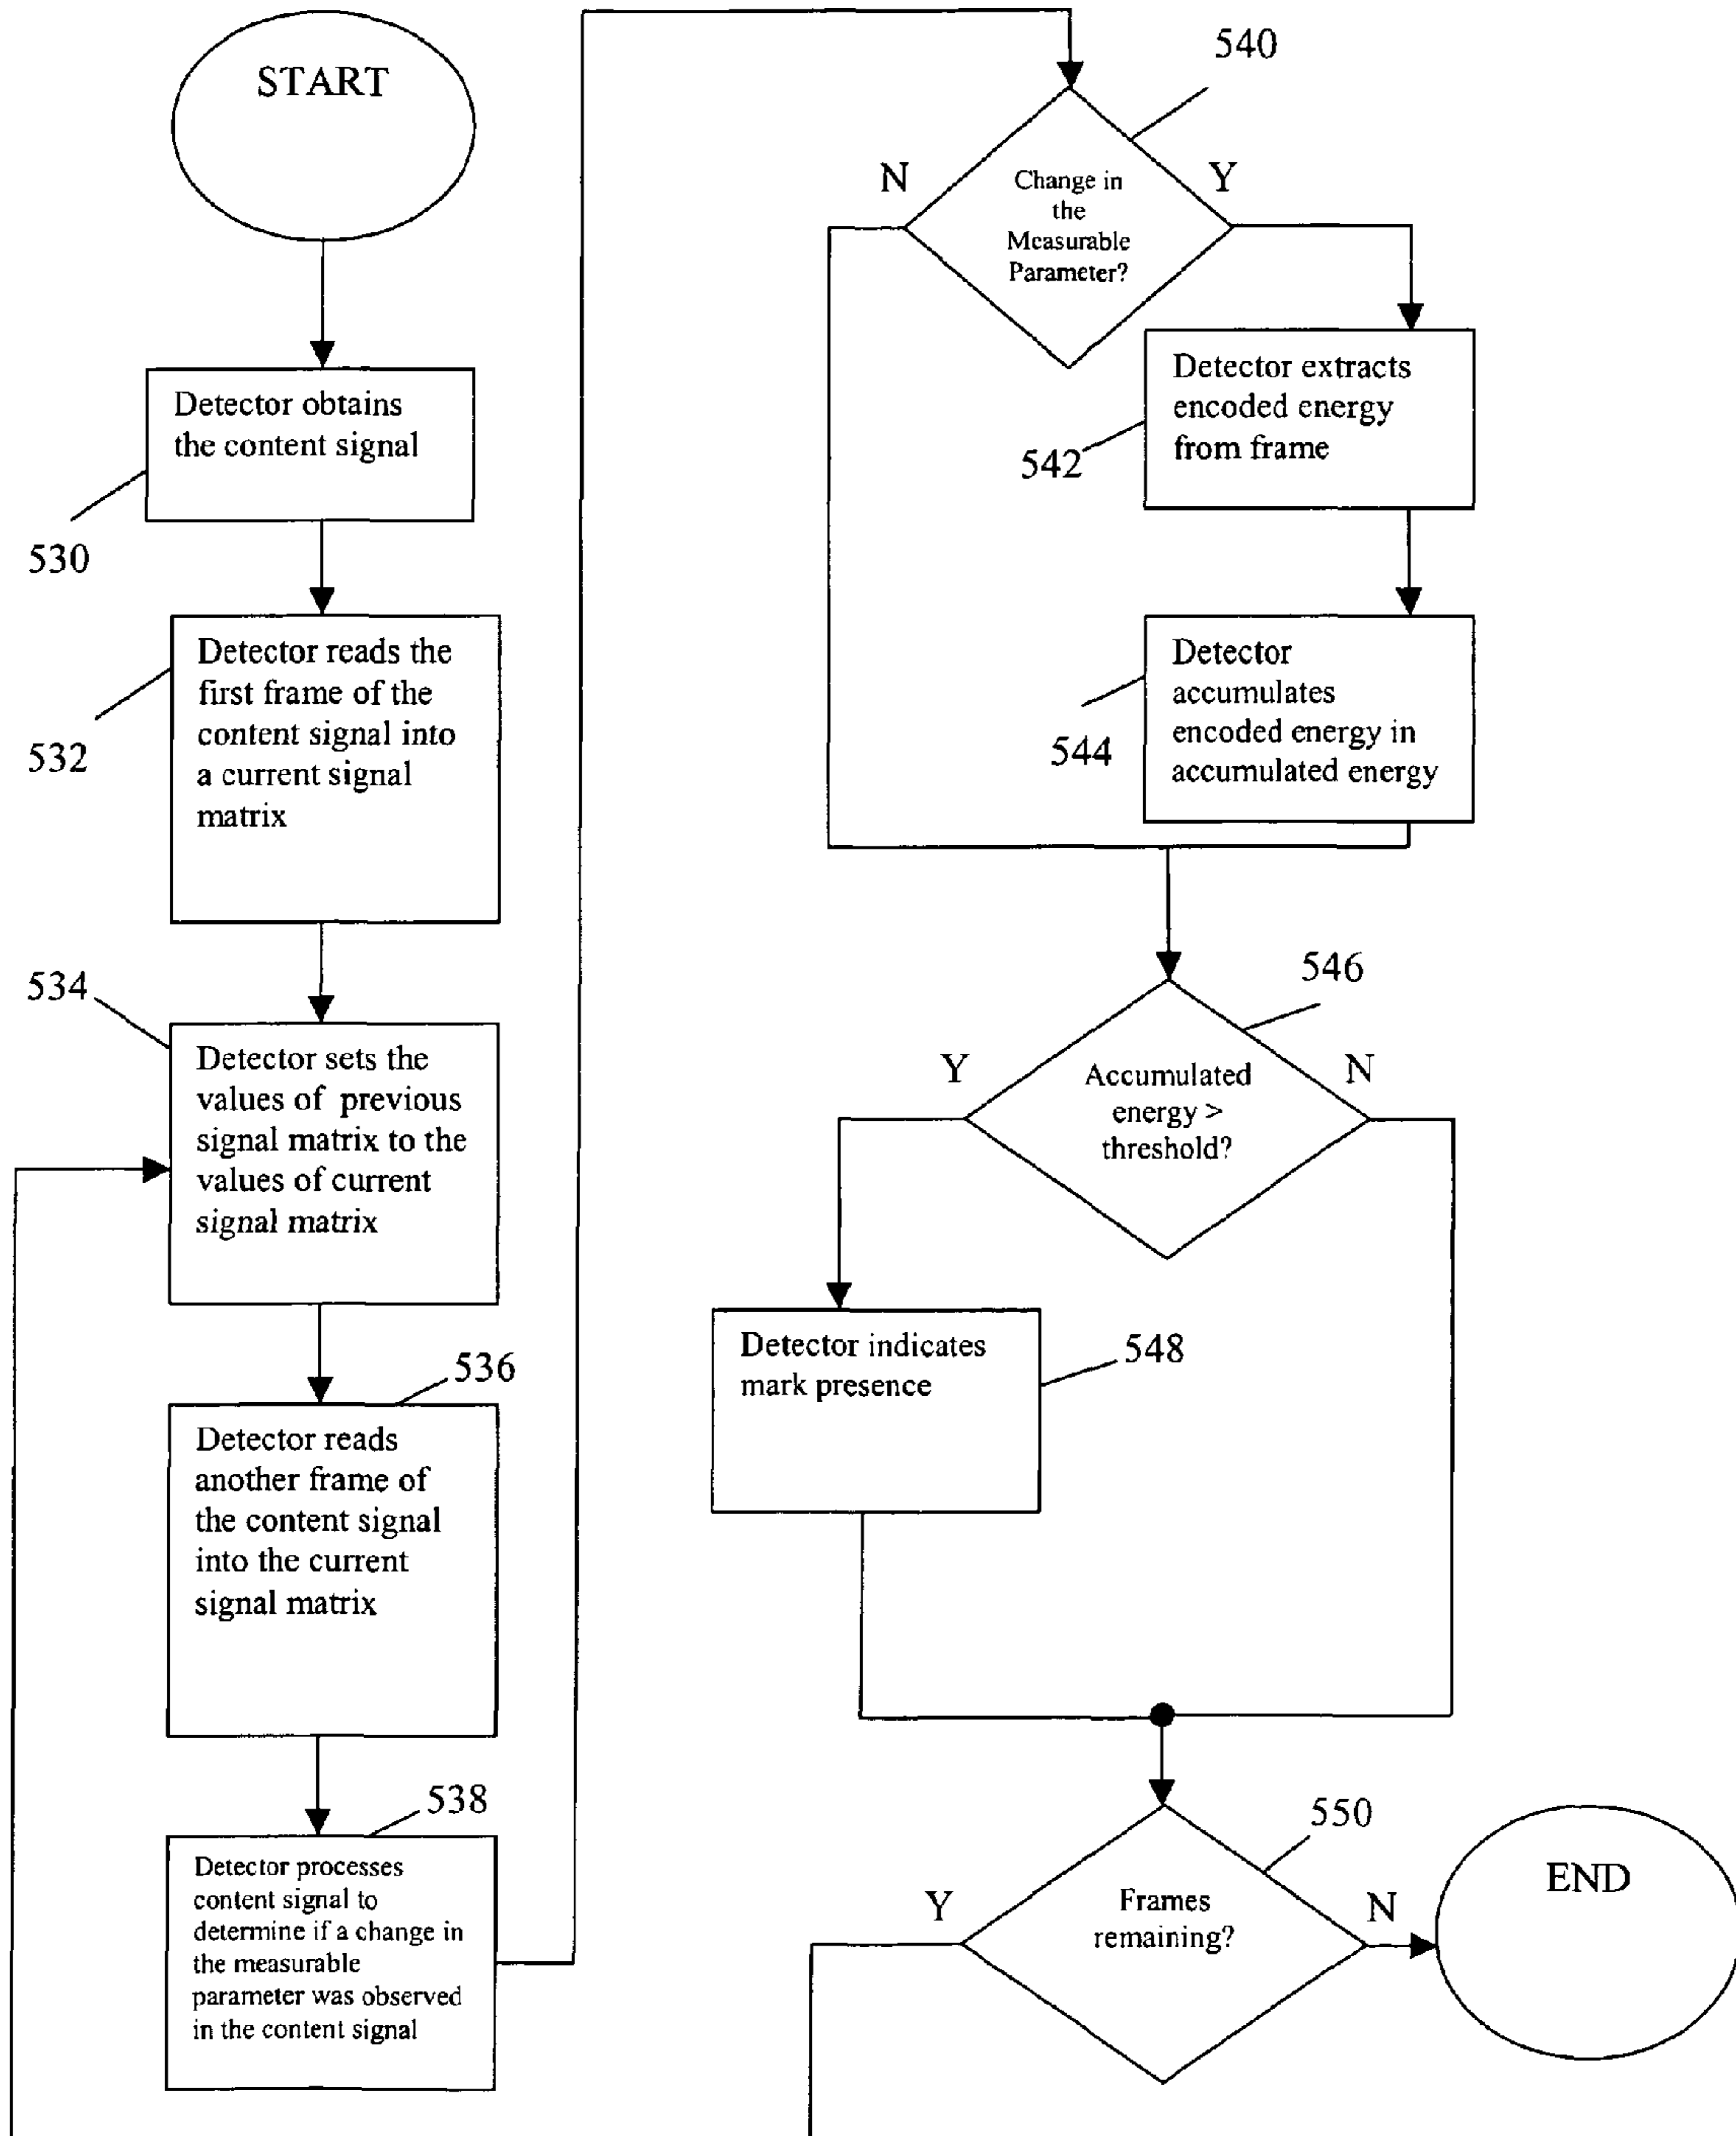 START
Detector obtains
the content signal
530
Detector reads the
first frame of the
content signal into
a current signal
matrix
532
534
Detector sets the
values of previous
signal matrix to the
values of current
signal matrix
536
Detector reads
another frame of
the content signal
into the current
signal matrix
538
Detector processes
content signal to
determine if a change in
the measurable
parameter was observed
in the content signal
540
N
Y
Change in
the
Measurable
Parameter?
Detector extracts
encoded energy
from frame
542
Detector
accumulates
encoded energy in
accumulated energy
544
546
Y
N
Accumulated
energy >
threshold?
Detector indicates
mark presence
548
550
Y
N
Frames
remaining?
END